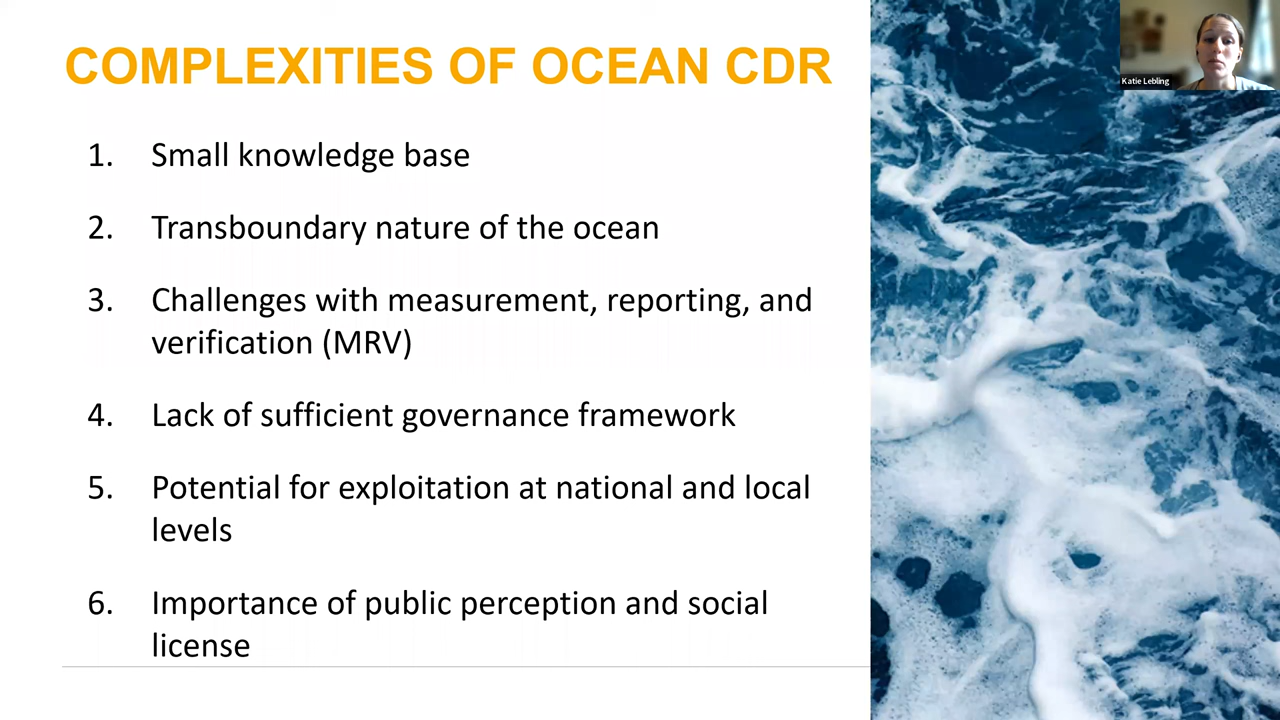 COMPLEXITIES OF OCEAN CDR
Katie Lebling
1. Small knowledge base
2. Transboundary nature of the ocean
3. Challenges with measurement, reporting, and
verification (MRV)
4. Lack of sufficient governance framework
5. Potential for exploitation at national and local
levels
6. Importance of public perception and social
license